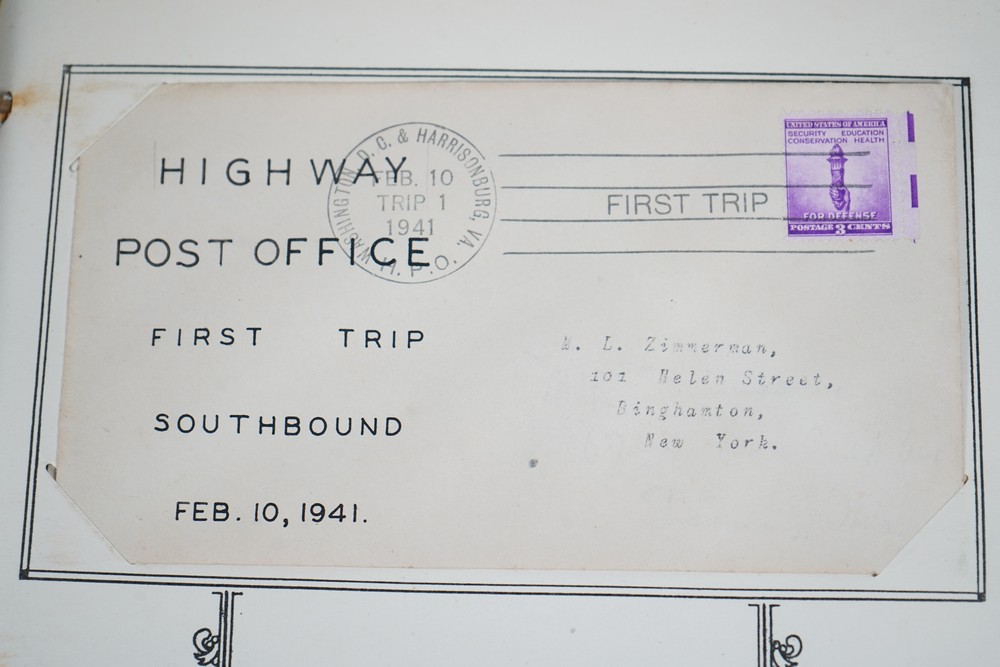 HIGHWAY
POST OFFICE
FIRST TRIP
SOUTHBOUND
FEB. 10, 1941.
WASHINGTON, D. C. & HARRISONBURG, VA.
FEB. 10
TRIP 1
1941
H. P. O.
FIRST TRIP
UNITED STATES OF AMERICA
SECURITY EDUCATION
CONSERVATION HEALTH
FOR DEFENSE
POSTAGE 3 CENTS
M. L. Zimmerman,
101 Helen Street,
Binghamton,
New York.